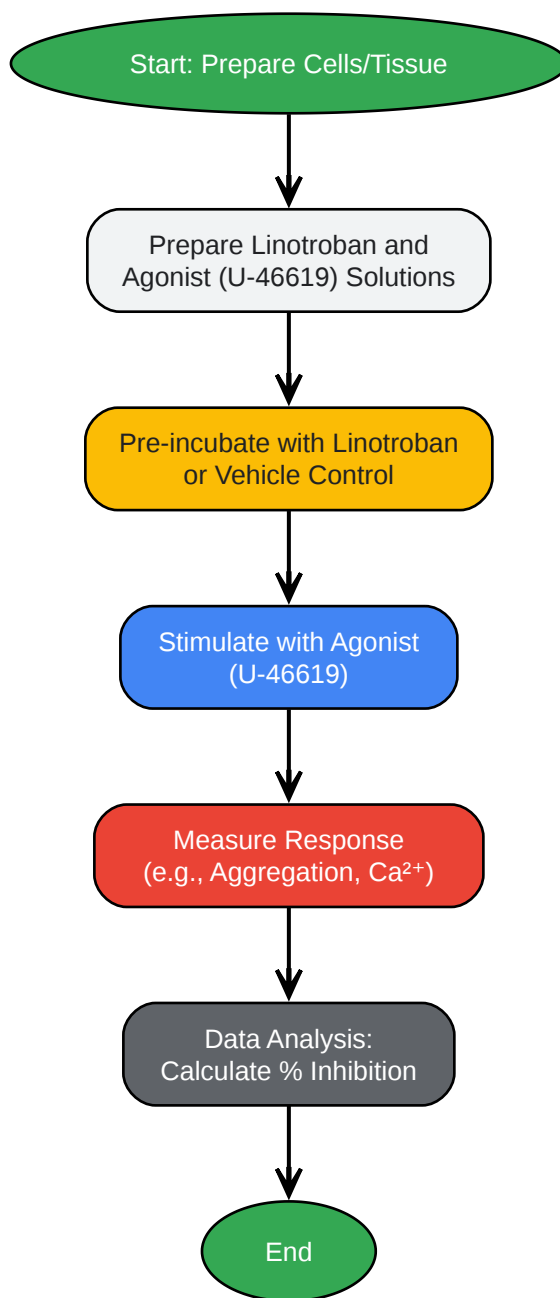 Start: Prepare Cells/Tissue
Prepare Linotroban and
Agonist (U-46619) Solutions
Pre-incubate with Linotroban
or Vehicle Control
Stimulate with Agonist
(U-46619)
Measure Response
(e.g., Aggregation, Ca²⁺)
Data Analysis:
Calculate % Inhibition
End